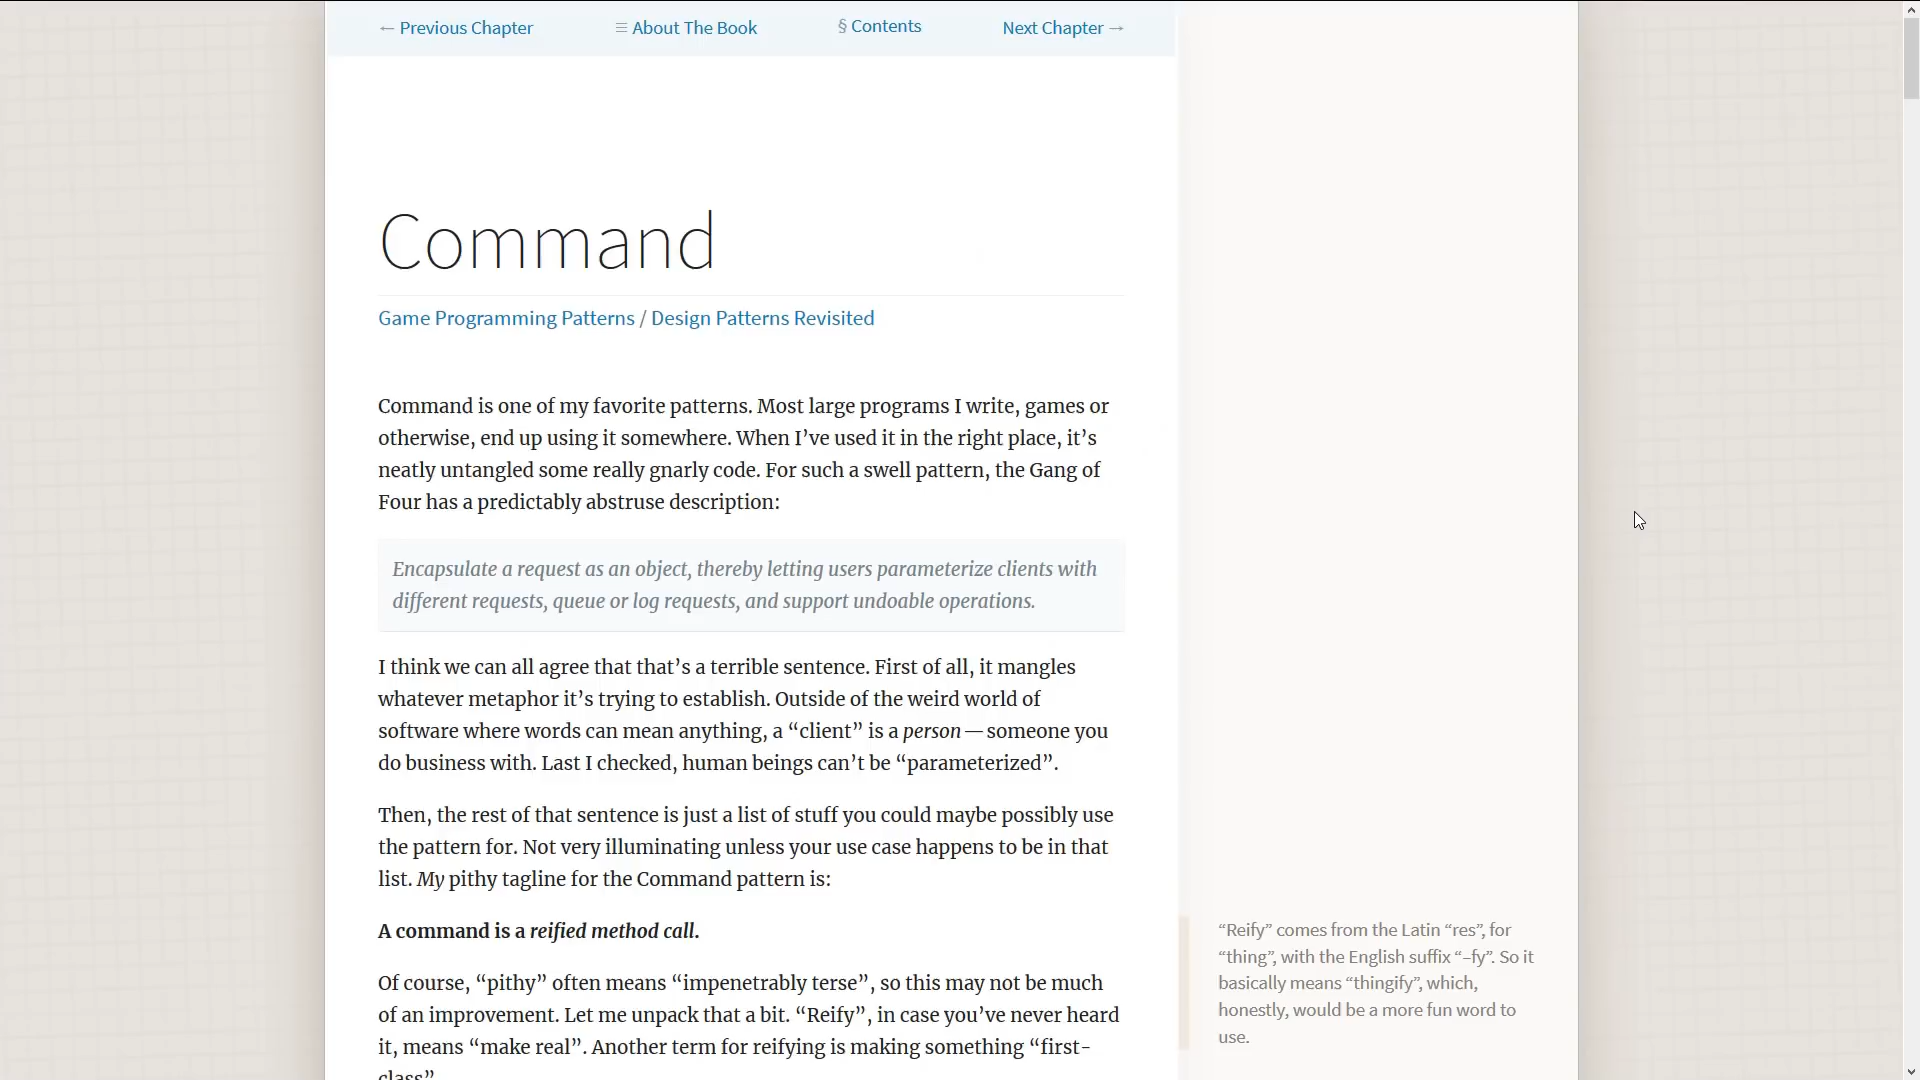 ← Previous Chapter
≡ About The Book
§ Contents
Next Chapter →
Command
Game Programming Patterns / Design Patterns Revisited
Command is one of my favorite patterns. Most large programs I write, games or
otherwise, end up using it somewhere. When I’ve used it in the right place, it’s
neatly untangled some really gnarly code. For such a swell pattern, the Gang of
Four has a predictably abstruse description:
Encapsulate a request as an object, thereby letting users parameterize clients with
different requests, queue or log requests, and support undoable operations.
I think we can all agree that that’s a terrible sentence. First of all, it mangles
whatever metaphor it’s trying to establish. Outside of the weird world of
software where words can mean anything, a “client” is a person — someone you
do business with. Last I checked, human beings can’t be “parameterized”.
Then, the rest of that sentence is just a list of stuff you could maybe possibly use
the pattern for. Not very illuminating unless your use case happens to be in that
list. My pithy tagline for the Command pattern is:
A command is a reified method call.
Of course, “pithy” often means “impenetrably terse”, so this may not be much
of an improvement. Let me unpack that a bit. “Reify”, in case you’ve never heard
it, means “make real”. Another term for reifying is making something “first-
class”.
“Reify” comes from the Latin “res”, for
“thing”, with the English suffix “–fy”. So it
basically means “thingify”, which,
honestly, would be a more fun word to
use.